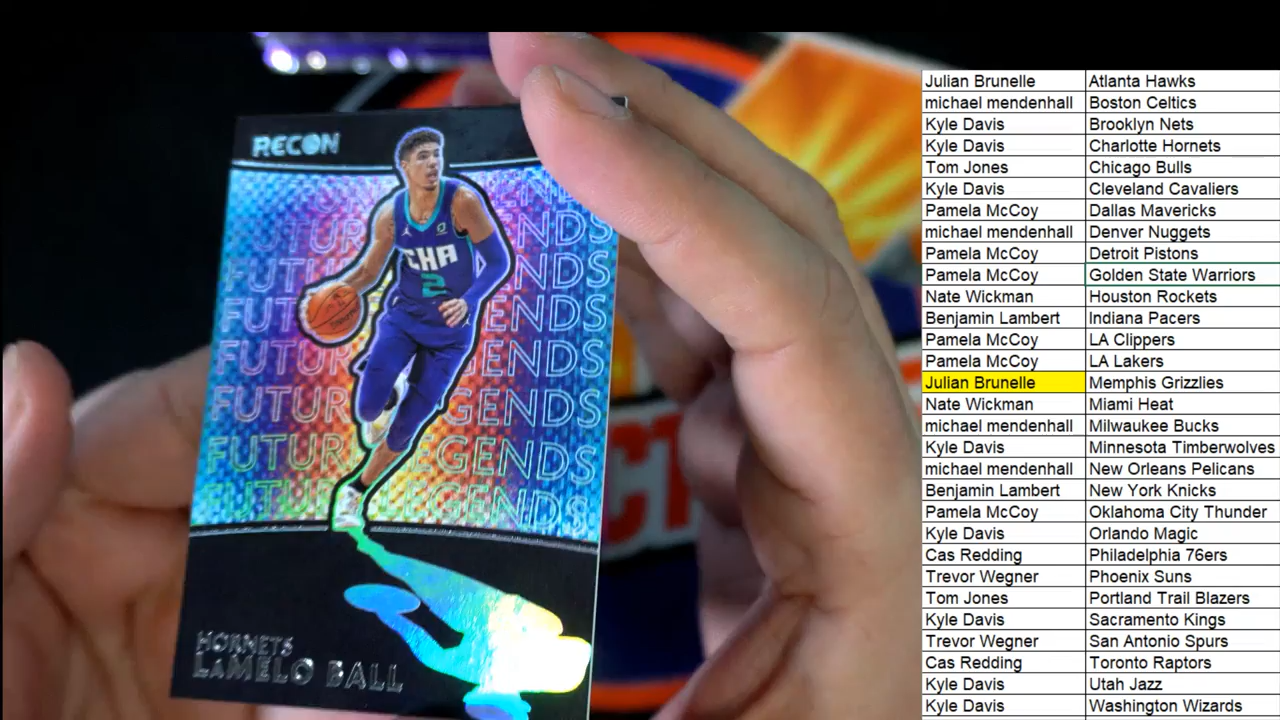 RECON
FUTURE LEGENDS
CHA
2
HORNETS
LaMELO BALL
Julian Brunelle Atlanta Hawks
michael mendenhall Boston Celtics
Kyle Davis Brooklyn Nets
Kyle Davis Charlotte Hornets
Tom Jones Chicago Bulls
Kyle Davis Cleveland Cavaliers
Pamela McCoy Dallas Mavericks
michael mendenhall Denver Nuggets
Pamela McCoy Detroit Pistons
Pamela McCoy Golden State Warriors
Nate Wickman Houston Rockets
Benjamin Lambert Indiana Pacers
Pamela McCoy LA Clippers
Pamela McCoy LA Lakers
Julian Brunelle Memphis Grizzlies
Nate Wickman Miami Heat
michael mendenhall Milwaukee Bucks
Kyle Davis Minnesota Timberwolves
michael mendenhall New Orleans Pelicans
Benjamin Lambert New York Knicks
Pamela McCoy Oklahoma City Thunder
Kyle Davis Orlando Magic
Cas Redding Philadelphia 76ers
Trevor Wegner Phoenix Suns
Tom Jones Portland Trail Blazers
Kyle Davis Sacramento Kings
Trevor Wegner San Antonio Spurs
Cas Redding Toronto Raptors
Kyle Davis Utah Jazz
Kyle Davis Washington Wizards